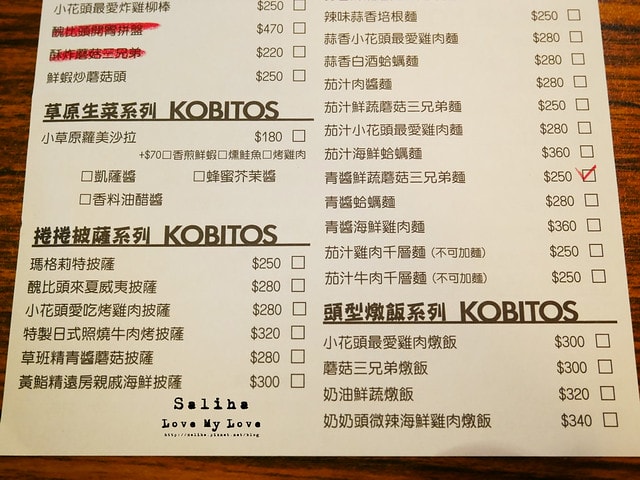 小花頭最愛炸雞柳棒 $250 □
醜比頭開胃拼盤 $470 □
酥炸蘑菇三兄弟 $220 □
鮮蝦炒蘑菇頭 $250 □
草原生菜系列 KOBITOS
小草原蘿美沙拉 $180 □
+$70□香煎鮮蝦□燻鮭魚□烤雞肉
□凱薩醬 □蜂蜜芥茉醬
□香料油醋醬
捲捲披薩系列 KOBITOS
瑪格莉特披薩 $250 □
醜比頭來夏威夷披薩 $280 □
小花頭愛吃烤雞肉披薩 $280 □
特製日式照燒牛肉烤披薩 $320 □
草班精青醬蘑菇披薩 $280 □
黃鮨精遠房親戚海鮮披薩 $300 □
Saliha
Love My Love
http://saliha.pixnet.net/blog
辣味蒜香培根麵 $250 □
蒜香小花頭最愛雞肉麵 $280 □
蒜香白酒蛤蠣麵 $280 □
茄汁肉醬麵 $280 □
茄汁鮮蔬蘑菇三兄弟麵 $250 □
茄汁小花頭最愛雞肉麵 $280 □
茄汁海鮮蛤蠣麵 $360 □
青醬鮮蔬蘑菇三兄弟麵 $250 ☑
青醬蛤蠣麵 $280 □
青醬海鮮雞肉麵 $360 □
茄汁雞肉千層麵(不可加麵) $250 □
茄汁牛肉千層麵(不可加麵) $250 □
頭型燉飯系列 KOBITOS
小花頭最愛雞肉燉飯 $300 □
蘑菇三兄弟燉飯 $300 □
奶油鮮蔬燉飯 $320 □
奶奶頭微辣海鮮雞肉燉飯 $340 □